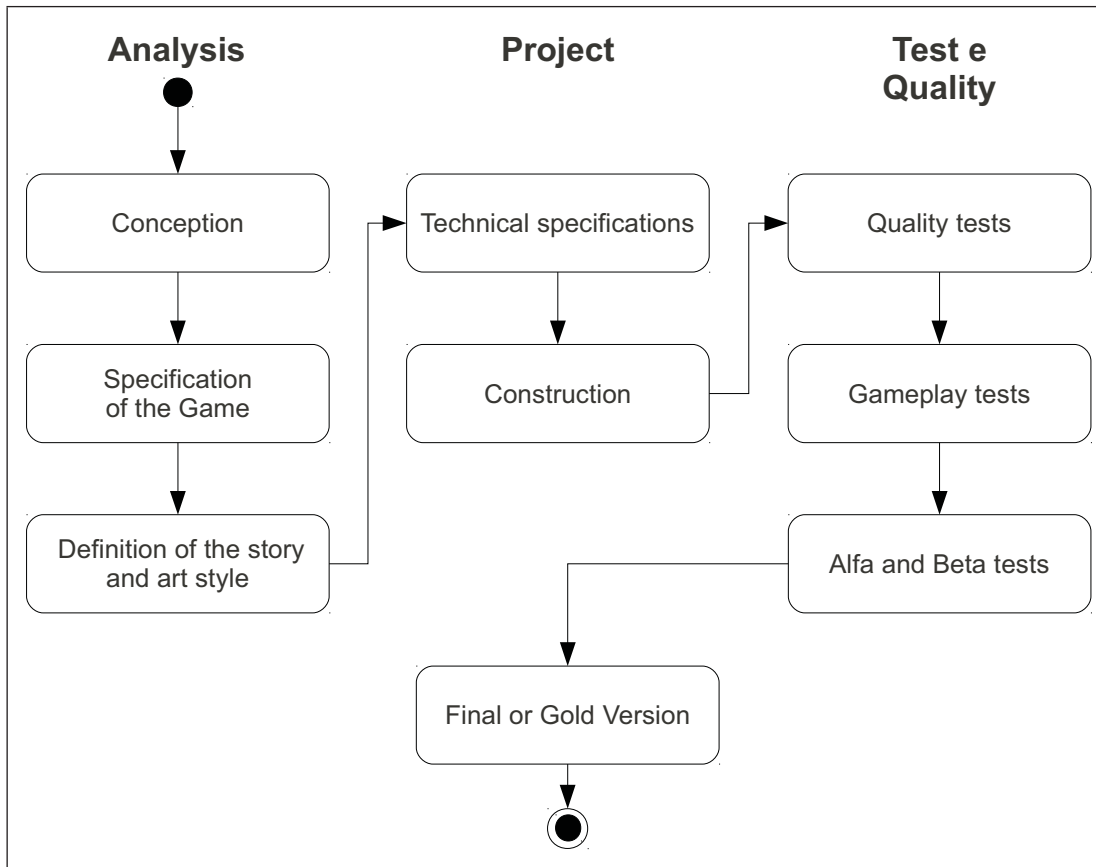 Analysis
Project
Test e
Quality
Conception
Specification
of the Game
Definition of the story
and art style
Technical specifications
Construction
Quality tests
Gameplay tests
Alfa and Beta tests
Final or Gold Version